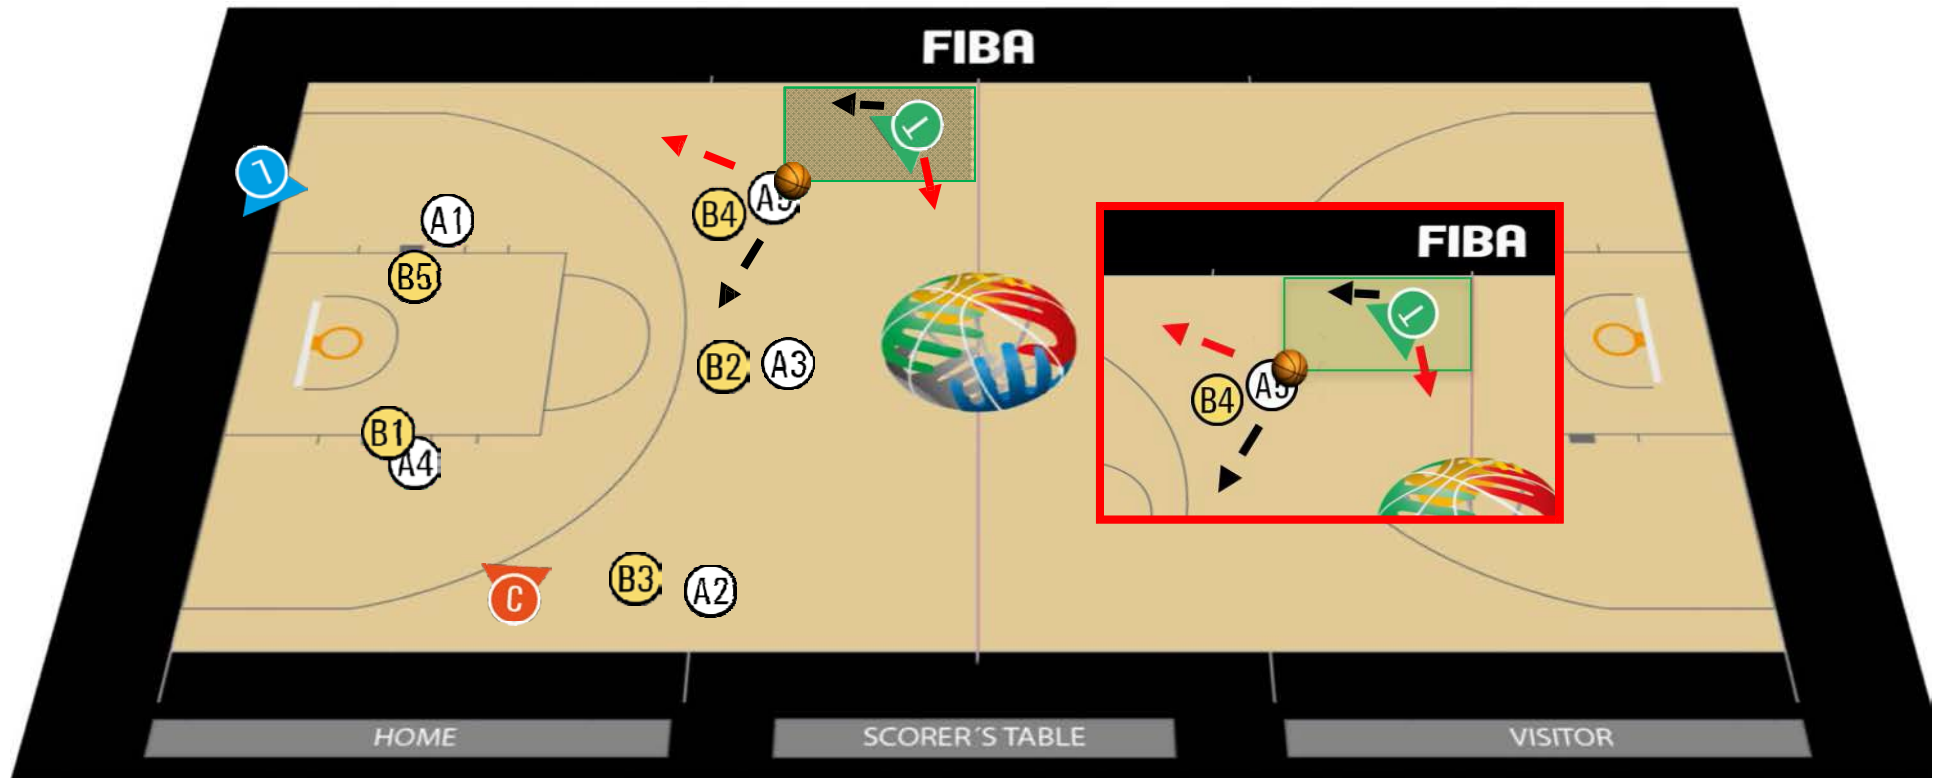 FIBA
T
L
A1
B4
A5
B5
FIBA
T
B4
A5
B2
A3
B1
A4
C
B3
A2
HOME
SCORER´S TABLE
VISITOR